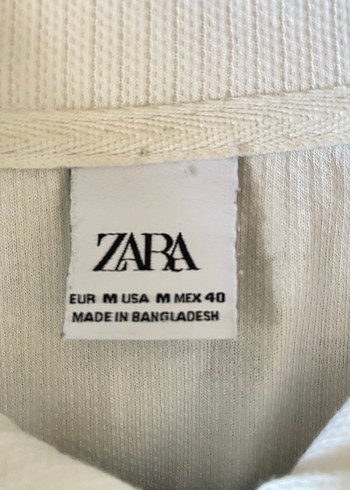 ZARA
EUR M USA M MEX 40
MADE IN BANGLADESH